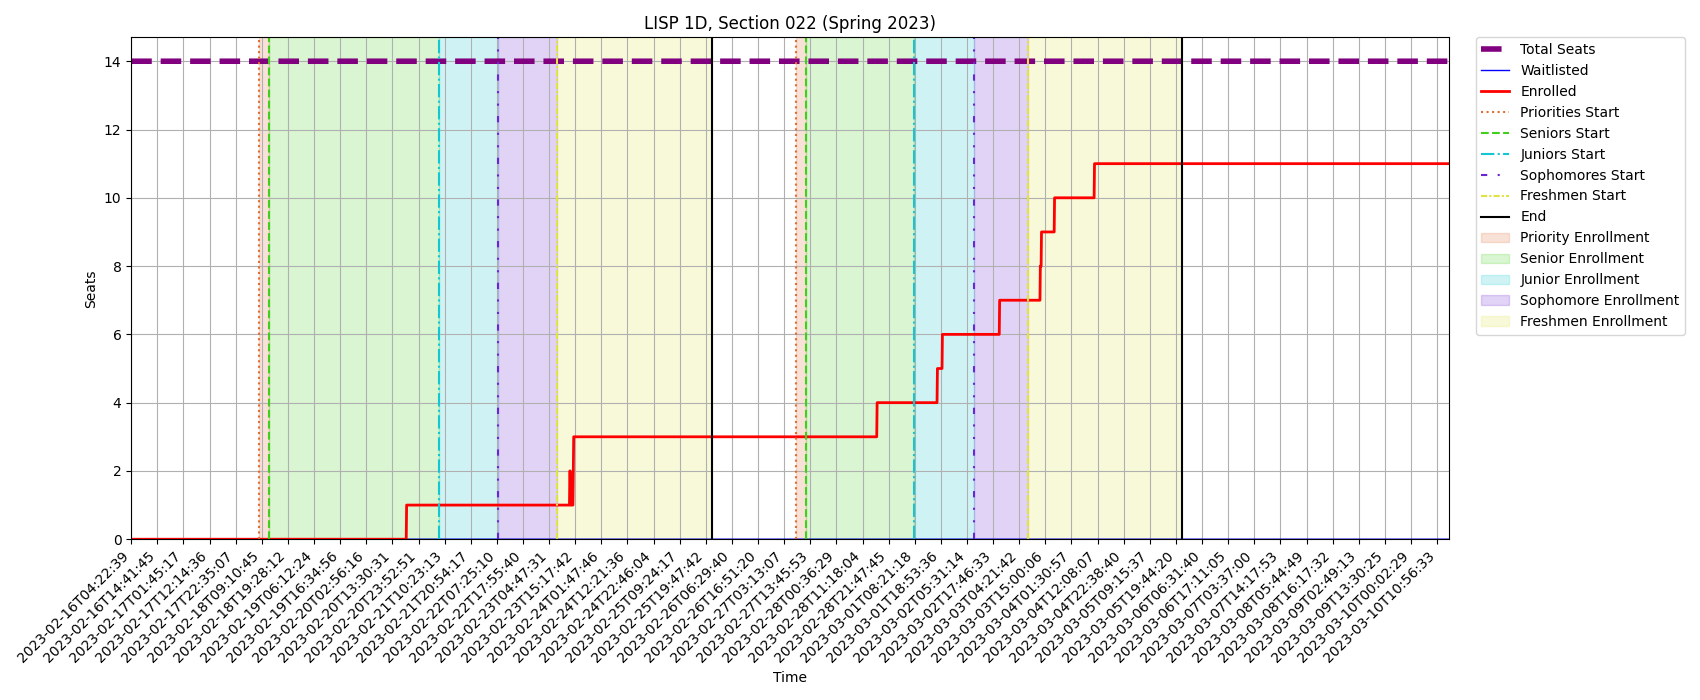 LISP 1D, Section 022 (Spring 2023)
Seats
14
12
10
8
6
4
2
0
2023-02-16T04:22:39
2023-02-16T14:41:45
2023-02-17T01:45:17
2023-02-17T12:14:36
2023-02-17T22:35:07
2023-02-18T09:10:45
2023-02-18T19:28:12
2023-02-19T06:12:24
2023-02-19T16:34:56
2023-02-20T02:56:16
2023-02-20T13:30:31
2023-02-20T23:52:51
2023-02-21T10:23:13
2023-02-21T20:54:17
2023-02-22T07:25:10
2023-02-22T17:55:40
2023-02-23T04:47:31
2023-02-23T15:17:42
2023-02-24T01:47:46
2023-02-24T12:21:36
2023-02-24T22:46:04
2023-02-25T09:24:17
2023-02-25T19:47:42
2023-02-26T06:29:40
2023-02-26T16:51:20
2023-02-27T03:13:07
2023-02-27T13:45:53
2023-02-28T00:36:29
2023-02-28T11:18:04
2023-02-28T21:47:45
2023-03-01T08:21:18
2023-03-01T18:53:36
2023-03-02T05:31:14
2023-03-02T17:46:33
2023-03-03T04:21:42
2023-03-03T15:00:06
2023-03-04T01:30:57
2023-03-04T12:08:07
2023-03-04T22:38:40
2023-03-05T09:15:37
2023-03-05T19:44:20
2023-03-06T06:31:40
2023-03-06T17:11:05
2023-03-07T03:37:00
2023-03-07T14:17:53
2023-03-08T05:44:49
2023-03-08T16:17:32
2023-03-09T02:49:13
2023-03-09T13:30:25
2023-03-10T00:02:29
2023-03-10T10:56:33
Time
Total Seats
Waitlisted
Enrolled
Priorities Start
Seniors Start
Juniors Start
Sophomores Start
Freshmen Start
End
Priority Enrollment
Senior Enrollment
Junior Enrollment
Sophomore Enrollment
Freshmen Enrollment